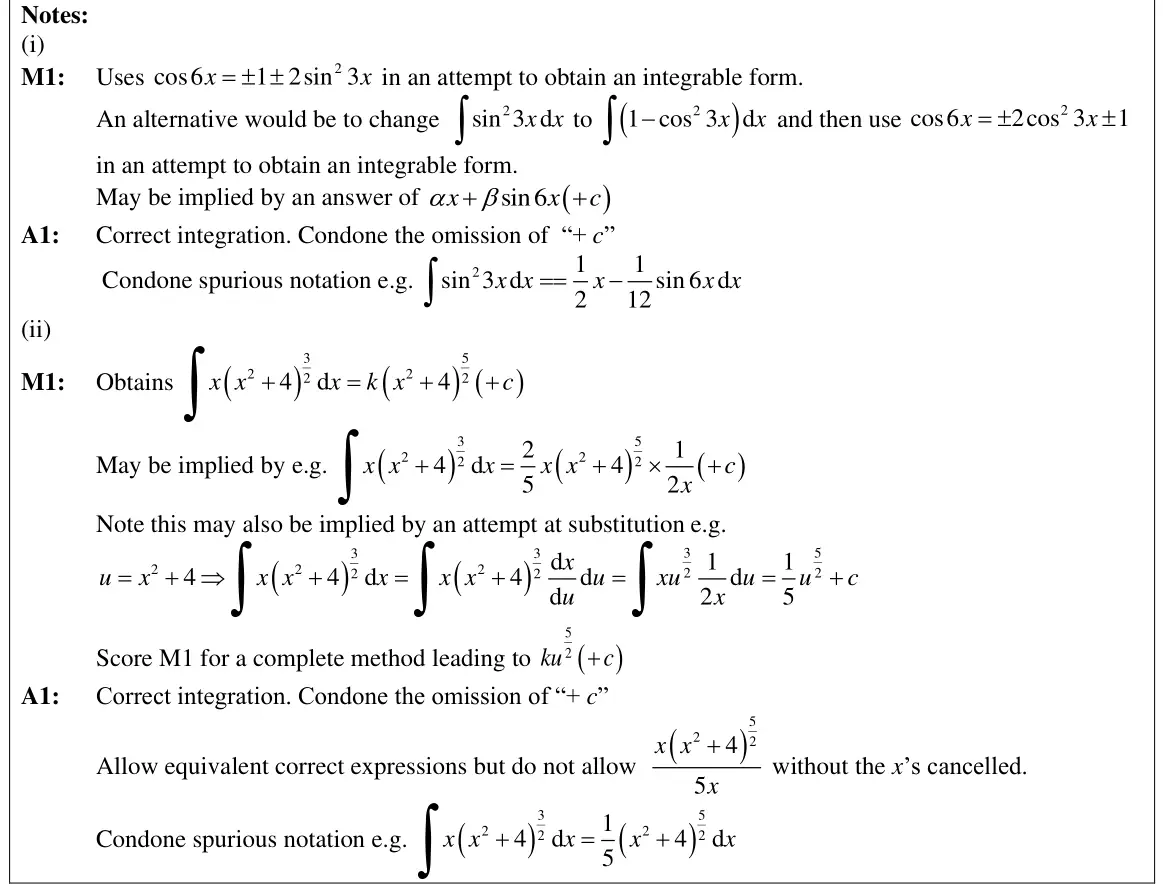 Notes:
(i)
M1: Uses cos6x = ±1 ± 2sin² 3x in an attempt to obtain an integrable form.
An alternative would be to change ∫ sin² 3x dx to ∫ (1 − cos² 3x) dx and then use cos6x = ±2cos² 3x ± 1
in an attempt to obtain an integrable form.
May be implied by an answer of αx + β sin 6x (+c)
A1: Correct integration. Condone the omission of “+ c”
Condone spurious notation e.g. ∫ sin² 3x dx == 1/2 x − 1/12 sin 6x dx
(ii)
M1: Obtains ∫ x(x² + 4)^(3/2) dx = k(x² + 4)^(5/2) (+c)
May be implied by e.g. ∫ x(x² + 4)^(3/2) dx = 2/5 x(x² + 4)^(5/2) × 1/2x (+c)
Note this may also be implied by an attempt at substitution e.g.
u = x² + 4 ⇒ ∫ x(x² + 4)^(3/2) dx = ∫ x(x² + 4)^(3/2) dx/du du = ∫ xu^(3/2) 1/2x du = 1/5 u^(5/2) + c
Score M1 for a complete method leading to ku^(5/2) (+c)
A1: Correct integration. Condone the omission of “+ c”
Allow equivalent correct expressions but do not allow x(x² + 4)^(5/2) / 5x without the x’s cancelled.
Condone spurious notation e.g. ∫ x(x² + 4)^(3/2) dx = 1/5 (x² + 4)^(5/2) dx